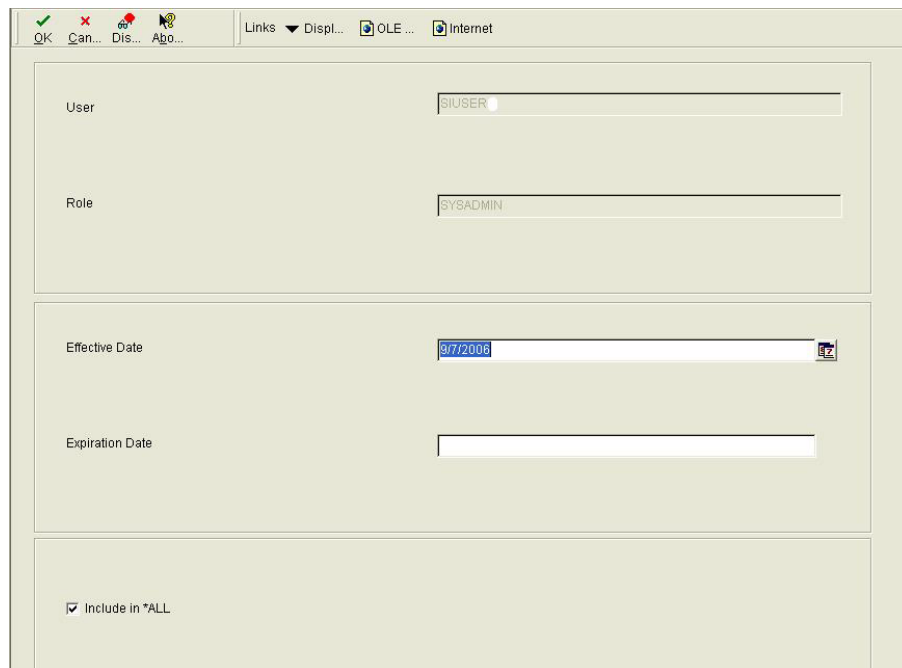 OK Can... Dis... Abo... Links Displ... OLE ... Internet
User SIUSER
Role SYSADMIN
Effective Date 9/7/2006
Expiration Date
Include in *ALL